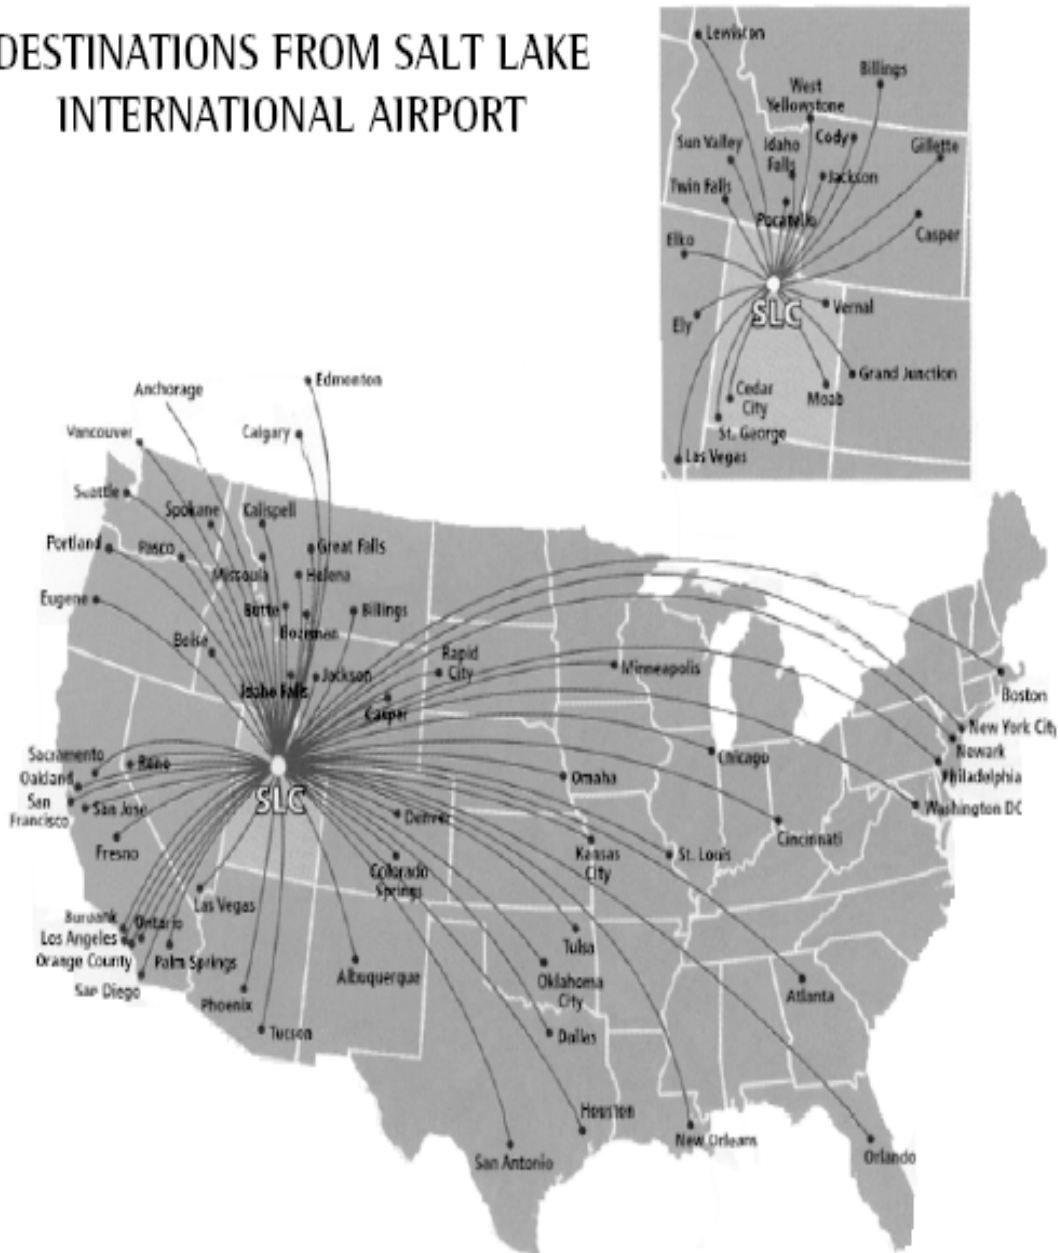 DESTINATIONS FROM SALT LAKE
INTERNATIONAL AIRPORT
Lewiston
Billings
West
Yellowstone
Sun Valley
Idaho
Falls
Cody
Gillette
Twin Falls
Jackson
Pocatello
Casper
Elko
Vernal
SLC
Ely
Grand Junction
Cedar
City
Moab
St. George
Las Vegas
Edmonton
Anchorage
Vancouver
Calgary
Seattle
Spokane
Calispell
Portland
Pasco
Great Falls
Missoula
Helena
Eugene
Butte
Billings
Bozeman
Boise
Rapid
City
Minneapolis
Jackson
Idaho Falls
Casper
Boston
New York City
Newark
Sacramento
Reno
Chicago
Oakland
Omaha
Philadelphia
San
Francisco
San Jose
SLC
Denver
Washington DC
Cincinnati
Fresno
Kansas
City
St. Louis
Colorado
Springs
Las Vegas
Burbank
Ontario
Los Angeles
Tulsa
Orange County
Palm Springs
Albuquerque
Oklahoma
City
San Diego
Phoenix
Atlanta
Tucson
Dallas
Houston
New Orleans
San Antonio
Orlando